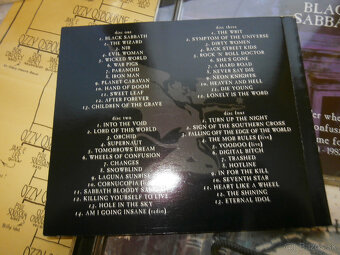 disc one
1. BLACK SABBATH
2. THE WIZARD
3. NIB
4. EVIL WOMAN
5. WICKED WORLD
6. WAR PIGS
7. PARANOID
8. IRON MAN
9. PLANET CARAVAN
10. HAND OF DOOM
11. SWEET LEAF
12. AFTER FOREVER
13. CHILDREN OF THE GRAVE
disc two
1. INTO THE VOID
2. LORD OF THIS WORLD
3. ORCHID
4. SUPERNAUT
5. TOMORROWS DREAM
6. WHEELS OF CONFUSION
7. CHANGES
8. SNOWBLIND
9. LAGUNA SUNRISE
10. CORNUCOPIA
11. SABBATH BLOODY SABBATH
12. KILLING YOURSELF TO LIVE
13. HOLE IN THE SKY
14. AM I GOING INSANE (radio)
disc three
1. THE WRIT
2. SYMPTOM OF THE UNIVERSE
3. DIRTY WOMEN
4. BACK STREET KIDS
5. ROCK N ROLL DOCTOR
6. SHE'S GONE
7. A HARD ROAD
8. NEVER SAY DIE
9. NEON KNIGHTS
10. HEAVEN AND HELL
11. DIE YOUNG
12. LONELY IS THE WORD
disc four
1. TURN UP THE NIGHT
2. SIGN OF THE SOUTHERN CROSS
3. FALLING OFF THE EDGE OF THE WORLD
4. THE MOB RULES (live)
5. VOODOO (live)
6. DIGITAL BITCH
7. TRASHED
8. HOTLINE
9. IN FOR THE KILL
10. SEVENTH STAR
11. HEART LIKE A WHEEL
12. THE SHINING
13. ETERNAL IDOL
BLACK
SABBATH
OZZY OSBOURNE